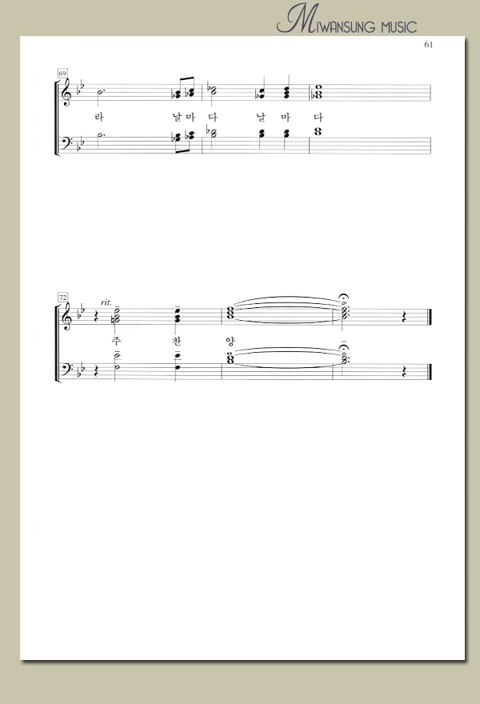 MIWANSUNG MUSIC
61
69
라 날마 다 날 마 다
72
rit.
주 찬 양